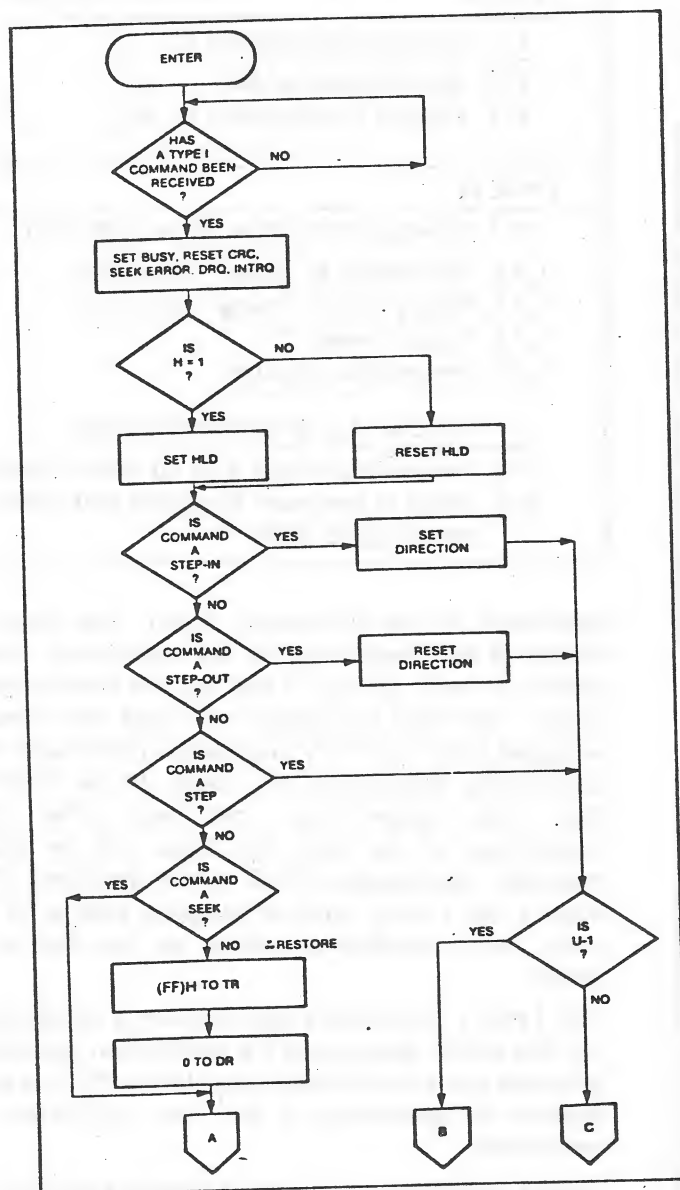 ENTER
HAS
A TYPE I
COMMAND BEEN
RECEIVED
?
NO
YES
SET BUSY, RESET CRC,
SEEK ERROR. DRQ, INTRQ
IS
H = 1
?
NO
YES
SET HLD
RESET HLD
IS
COMMAND
A
STEP-IN
?
YES
SET
DIRECTION
NO
IS
COMMAND
A
STEP-OUT
?
YES
RESET
DIRECTION
NO
IS
COMMAND
A
STEP
?
YES
NO
IS
COMMAND
A
SEEK
?
YES
NO
RESTORE
IS
U-1
?
YES
NO
(FF)H TO TR
0 TO DR
A
B
C